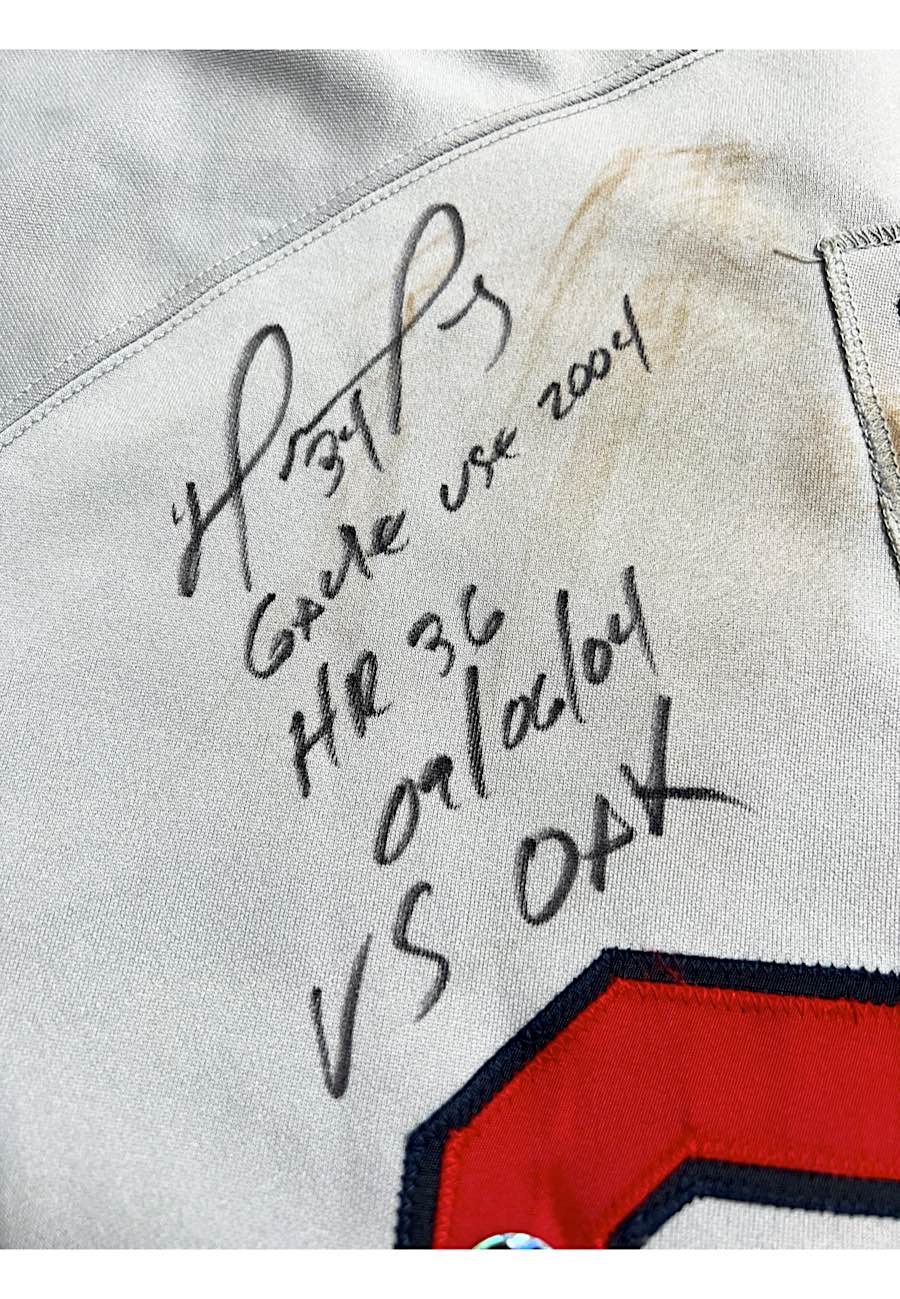 34
GAME USE 2004
HR 36
09/06/04
VS OAK